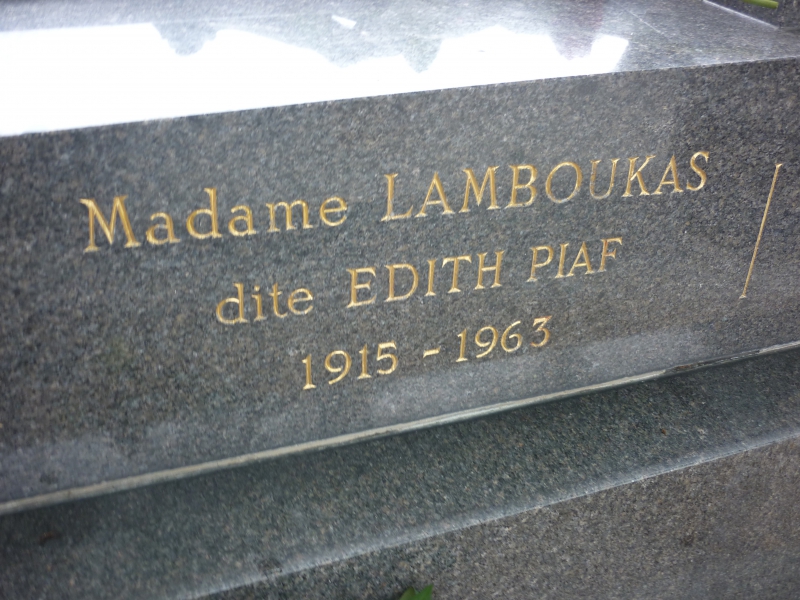 Madame LAMBOUKAS
dite EDITH PIAF
1915 - 1963